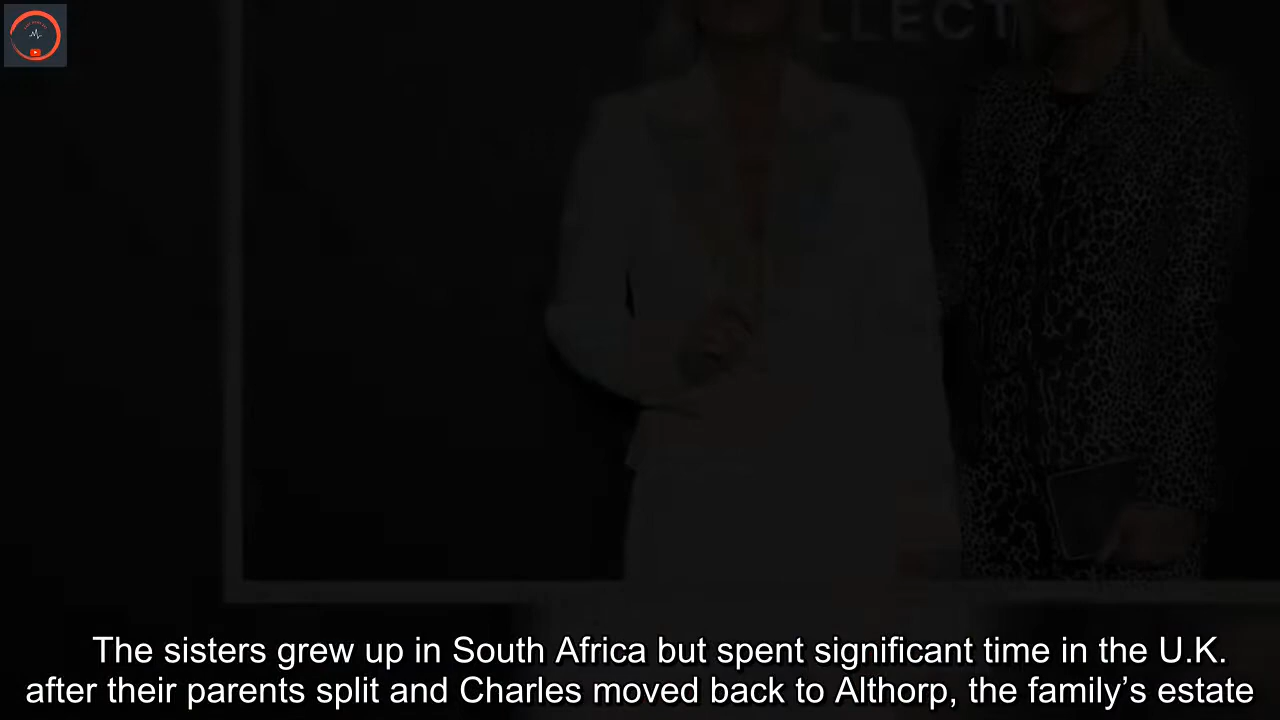 LLECT
The sisters grew up in South Africa but spent significant time in the U.K.
after their parents split and Charles moved back to Althorp, the family’s estate